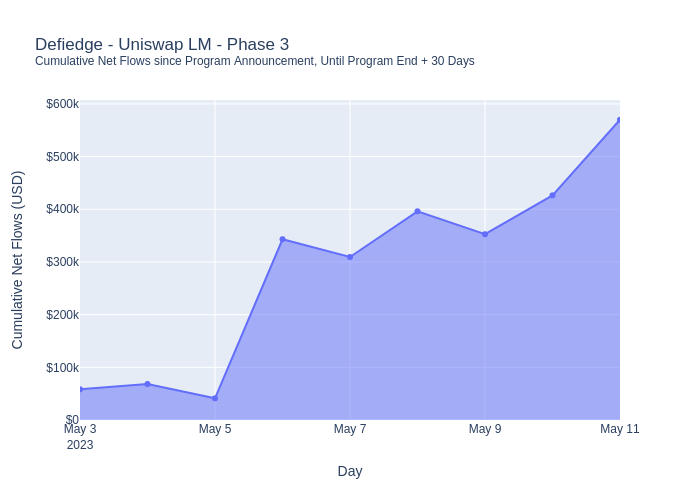 Defiedge - Uniswap LM - Phase 3
Cumulative Net Flows since Program Announcement, Until Program End + 30 Days
$600k
$500k
$400k
$300k
$200k
$100k
$0
Cumulative Net Flows (USD)
May 3
2023
May 5
May 7
May 9
May 11
Day